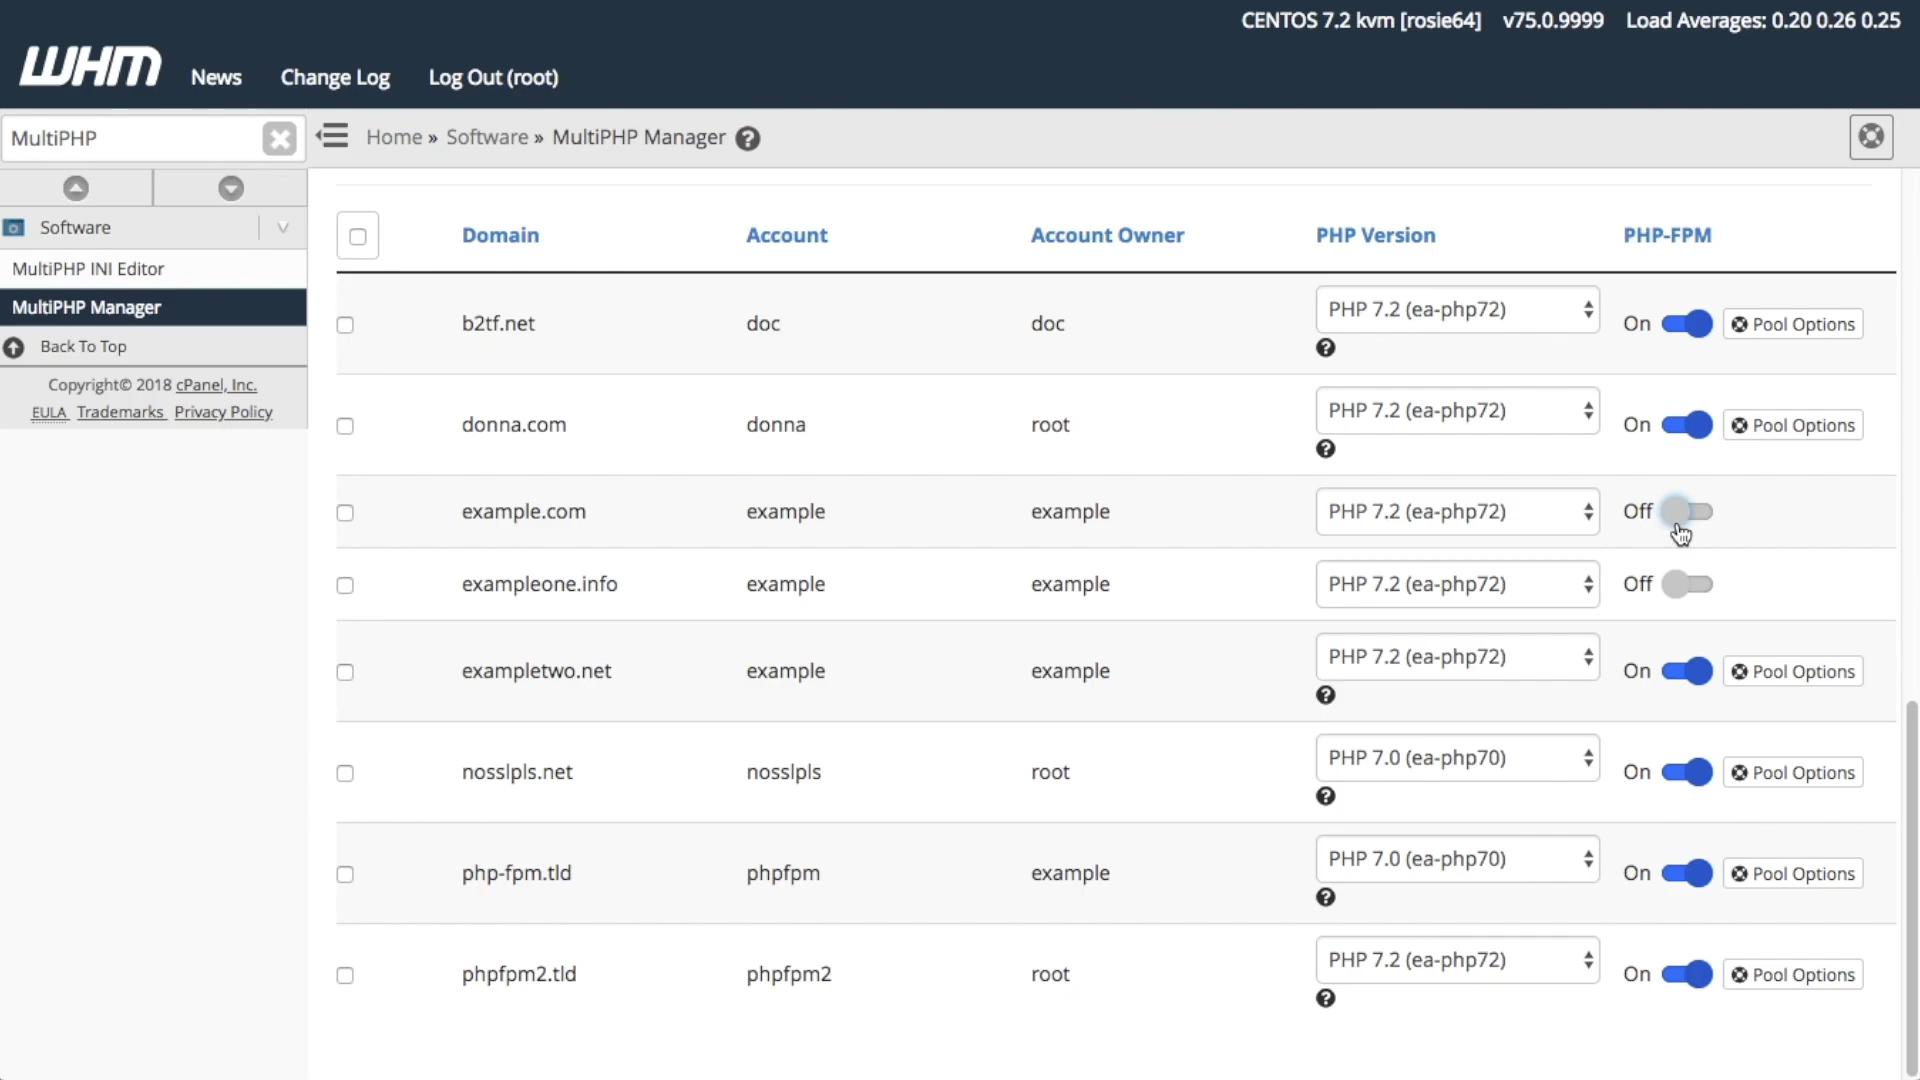 CENTOS 7.2 kvm [rosie64] v75.0.9999 Load Averages: 0.20 0.26 0.25
WHM News Change Log Log Out (root)
MultiPHP
Home » Software » MultiPHP Manager
Software
MultiPHP INI Editor
MultiPHP Manager
Back To Top
Copyright© 2018 cPanel, Inc.
EULA Trademarks Privacy Policy
Domain Account Account Owner PHP Version PHP-FPM
b2tf.net doc doc PHP 7.2 (ea-php72) On Pool Options
donna.com donna root PHP 7.2 (ea-php72) On Pool Options
example.com example example PHP 7.2 (ea-php72) Off
exampleone.info example example PHP 7.2 (ea-php72) Off
exampletwo.net example example PHP 7.2 (ea-php72) On Pool Options
nosslpls.net nosslpls root PHP 7.0 (ea-php70) On Pool Options
php-fpm.tld phpfpm example PHP 7.0 (ea-php70) On Pool Options
phpfpm2.tld phpfpm2 root PHP 7.2 (ea-php72) On Pool Options